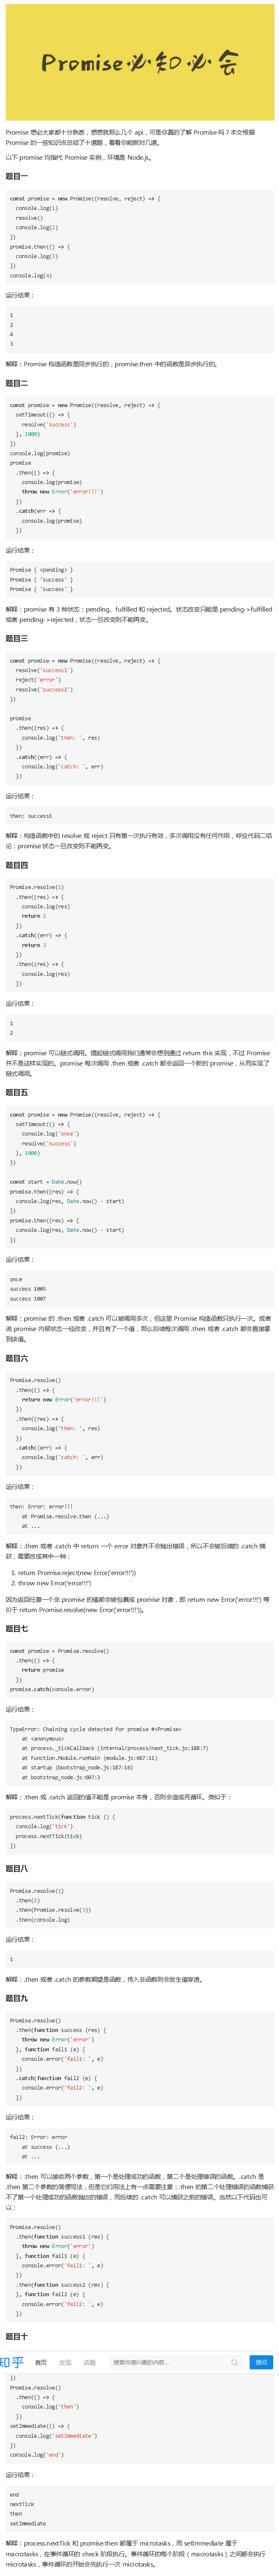 Promise必知必会
Promise 想必大家都十分熟悉，想想就那么几个 api，可是你真的了解 Promise 吗？本文根据
Promise 的一些知识点总结了十道题，看看你能做对几道。
以下 promise 均指代 Promise 实例，环境是 Node.js。
题目一
const promise = new Promise((resolve, reject) => {
  console.log(1)
  resolve()
  console.log(2)
})
promise.then(() => {
  console.log(3)
})
console.log(4)
运行结果：
1
2
4
3
解释：Promise 构造函数是同步执行的，promise.then 中的函数是异步执行的。
题目二
const promise = new Promise((resolve, reject) => {
  setTimeout(() => {
    resolve('success')
  }, 1000)
})
console.log(promise)
promise
  .then(() => {
    console.log(promise)
    throw new Error('error!!!')
  })
  .catch(err => {
    console.log(promise)
  })
运行结果：
Promise { <pending> }
Promise { 'success' }
Promise { 'success' }
解释：promise 有 3 种状态：pending、fulfilled 和 rejected。状态改变只能是 pending->fulfilled
或者 pending->rejected，状态一旦改变则不能再变。
题目三
const promise = new Promise((resolve, reject) => {
  resolve('success1')
  reject('error')
  resolve('success2')
})
promise
  .then((res) => {
    console.log('then: ', res)
  })
  .catch((err) => {
    console.log('catch: ', err)
  })
运行结果：
then: success1
解释：构造函数中的 resolve 或 reject 只有第一次执行有效，多次调用没有任何作用，呼应代码二结
论：promise 状态一旦改变则不能再变。
题目四
Promise.resolve(1)
  .then((res) => {
    console.log(res)
    return 2
  })
  .catch((err) => {
    return 3
  })
  .then((res) => {
    console.log(res)
  })
运行结果：
1
2
解释：promise 可以链式调用。提起链式调用我们通常会想到通过 return this 实现，不过 Promise
并不是这样实现的。promise 每次调用 .then 或者 .catch 都会返回一个新的 promise，从而实现了
链式调用。
题目五
const promise = new Promise((resolve, reject) => {
  setTimeout(() => {
    console.log('once')
    resolve('success')
  }, 1000)
})
const start = Date.now()
promise.then((res) => {
  console.log(res, Date.now() - start)
})
promise.then((res) => {
  console.log(res, Date.now() - start)
})
运行结果：
once
success 1005
success 1007
解释：promise 的 .then 或者 .catch 可以被调用多次，但这里 Promise 构造函数只执行一次。或者
说 promise 内部状态一经改变，并且有了一个值，那么后续每次调用 .then 或者 .catch 都会直接拿
到该值。
题目六
Promise.resolve()
  .then(() => {
    return new Error('error!!!')
  })
  .then((res) => {
    console.log('then: ', res)
  })
  .catch((err) => {
    console.log('catch: ', err)
  })
运行结果：
then: Error: error!!!
    at Promise.resolve.then (...)
    at ...
解释：.then 或者 .catch 中 return 一个 error 对象并不会抛出错误，所以不会被后续的 .catch 捕
获，需要改成其中一种：
1. return Promise.reject(new Error('error!!!'))
2. throw new Error('error!!!')
因为返回任意一个非 promise 的值都会被包裹成 promise 对象，即 return new Error('error!!!') 等
价于 return Promise.resolve(new Error('error!!!'))。
题目七
const promise = Promise.resolve()
  .then(() => {
    return promise
  })
promise.catch(console.error)
运行结果：
TypeError: Chaining cycle detected for promise #<Promise>
    at <anonymous>
    at process._tickCallback (internal/process/next_tick.js:188:7)
    at Function.Module.runMain (module.js:667:11)
    at startup (bootstrap_node.js:187:16)
    at bootstrap_node.js:607:3
解释：.then 或 .catch 返回的值不能是 promise 本身，否则会造成死循环。类似于：
process.nextTick(function tick () {
  console.log('tick')
  process.nextTick(tick)
})
题目八
Promise.resolve(1)
  .then(2)
  .then(Promise.resolve(3))
  .then(console.log)
运行结果：
1
解释：.then 或者 .catch 的参数期望是函数，传入非函数则会发生值穿透。
题目九
Promise.resolve()
  .then(function success (res) {
    throw new Error('error')
  }, function fail1 (e) {
    console.error('fail1: ', e)
  })
  .catch(function fail2 (e) {
    console.error('fail2: ', e)
  })
运行结果：
fail2: Error: error
    at success (...)
    at ...
解释：.then 可以接收两个参数，第一个是处理成功的函数，第二个是处理错误的函数。.catch 是
.then 第二个参数的简便写法，但是它们用法上有一点需要注意：.then 的第二个处理错误的函数捕获
不了第一个处理成功的函数抛出的错误，而后续的 .catch 可以捕获之前的错误。当然以下代码也可
以：
Promise.resolve()
  .then(function success1 (res) {
    throw new Error('error')
  }, function fail1 (e) {
    console.error('fail1: ', e)
  })
  .then(function success2 (res) {
  }, function fail2 (e) {
    console.error('fail2: ', e)
  })
题目十
知乎 首页 发现 话题 搜索你感兴趣的内容... 提问
})
Promise.resolve()
  .then(() => {
    console.log('then')
  })
setImmediate(() => {
  console.log('setImmediate')
})
console.log('end')
运行结果：
end
nextTick
then
setImmediate
解释：process.nextTick 和 promise.then 都属于 microtasks，而 setImmediate 属于
macrotasks，在事件循环的 check 阶段执行。事件循环的每个阶段（macrotasks）之间都会执行
microtasks，事件循环的开始会先执行一次 microtasks。